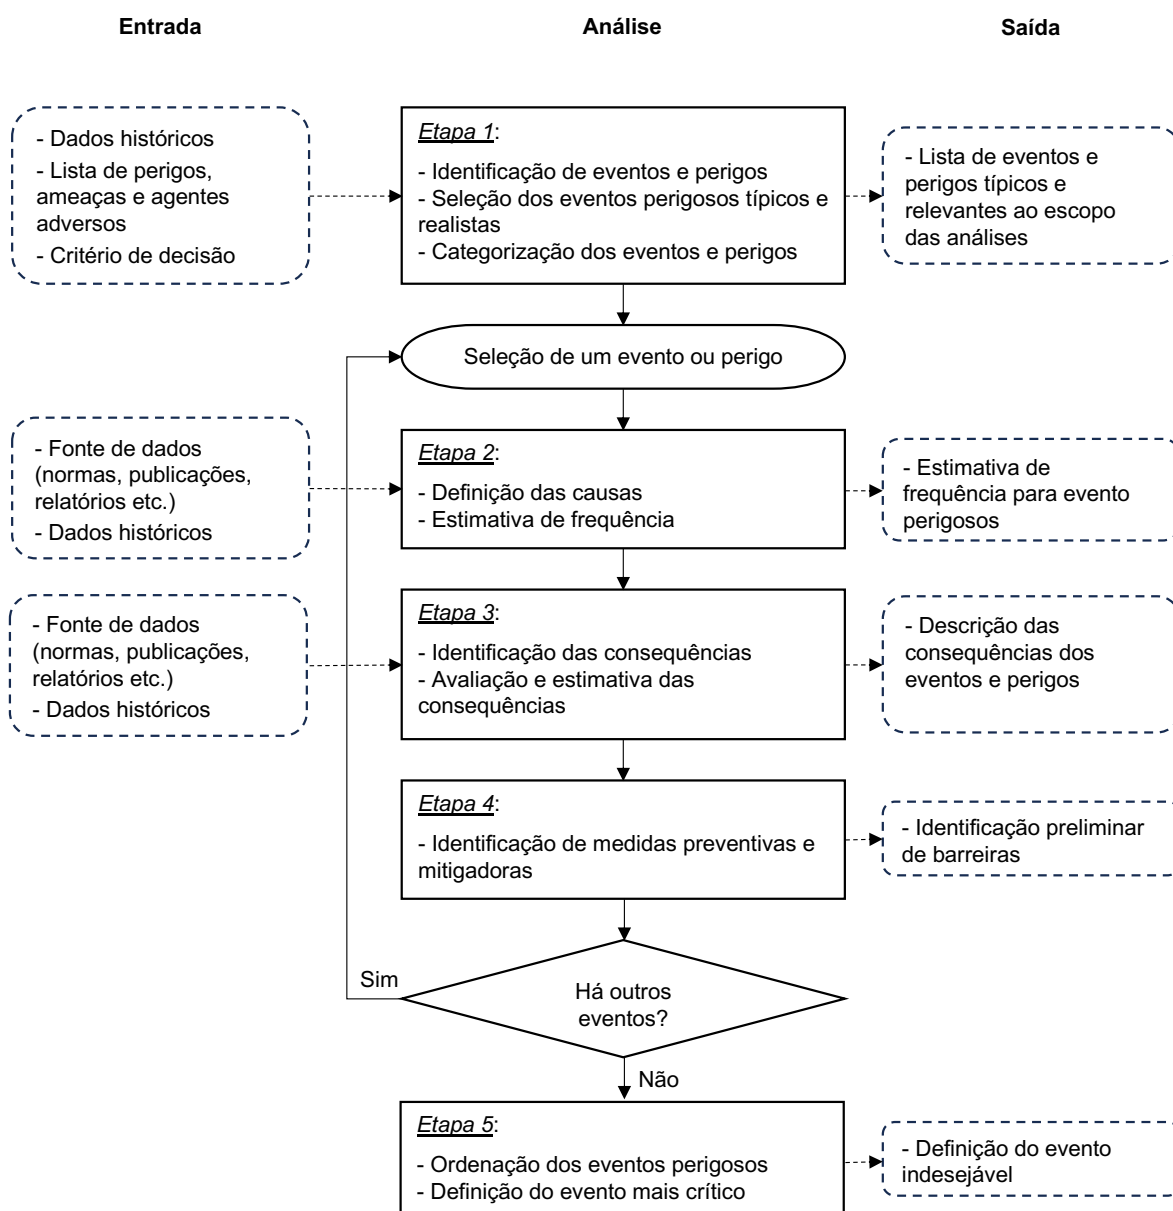 Entrada
Análise
Saída
- Dados históricos
- Lista de perigos,
ameaças e agentes
adversos
- Critério de decisão
Etapa 1:
- Identificação de eventos e perigos
- Seleção dos eventos perigosos típicos e
realistas
- Categorização dos eventos e perigos
- Lista de eventos e
perigos típicos e
relevantes ao escopo
das análises
Seleção de um evento ou perigo
- Fonte de dados
(normas, publicações,
relatórios etc.)
- Dados históricos
Etapa 2:
- Definição das causas
- Estimativa de frequência
- Estimativa de
frequência para evento
perigosos
- Fonte de dados
(normas, publicações,
relatórios etc.)
- Dados históricos
Etapa 3:
- Identificação das consequências
- Avaliação e estimativa das
consequências
- Descrição das
consequências dos
eventos e perigos
Etapa 4:
- Identificação de medidas preventivas e
mitigadoras
- Identificação preliminar
de barreiras
Sim
Há outros
eventos?
Não
Etapa 5:
- Ordenação dos eventos perigosos
- Definição do evento mais crítico
- Definição do evento
indesejável